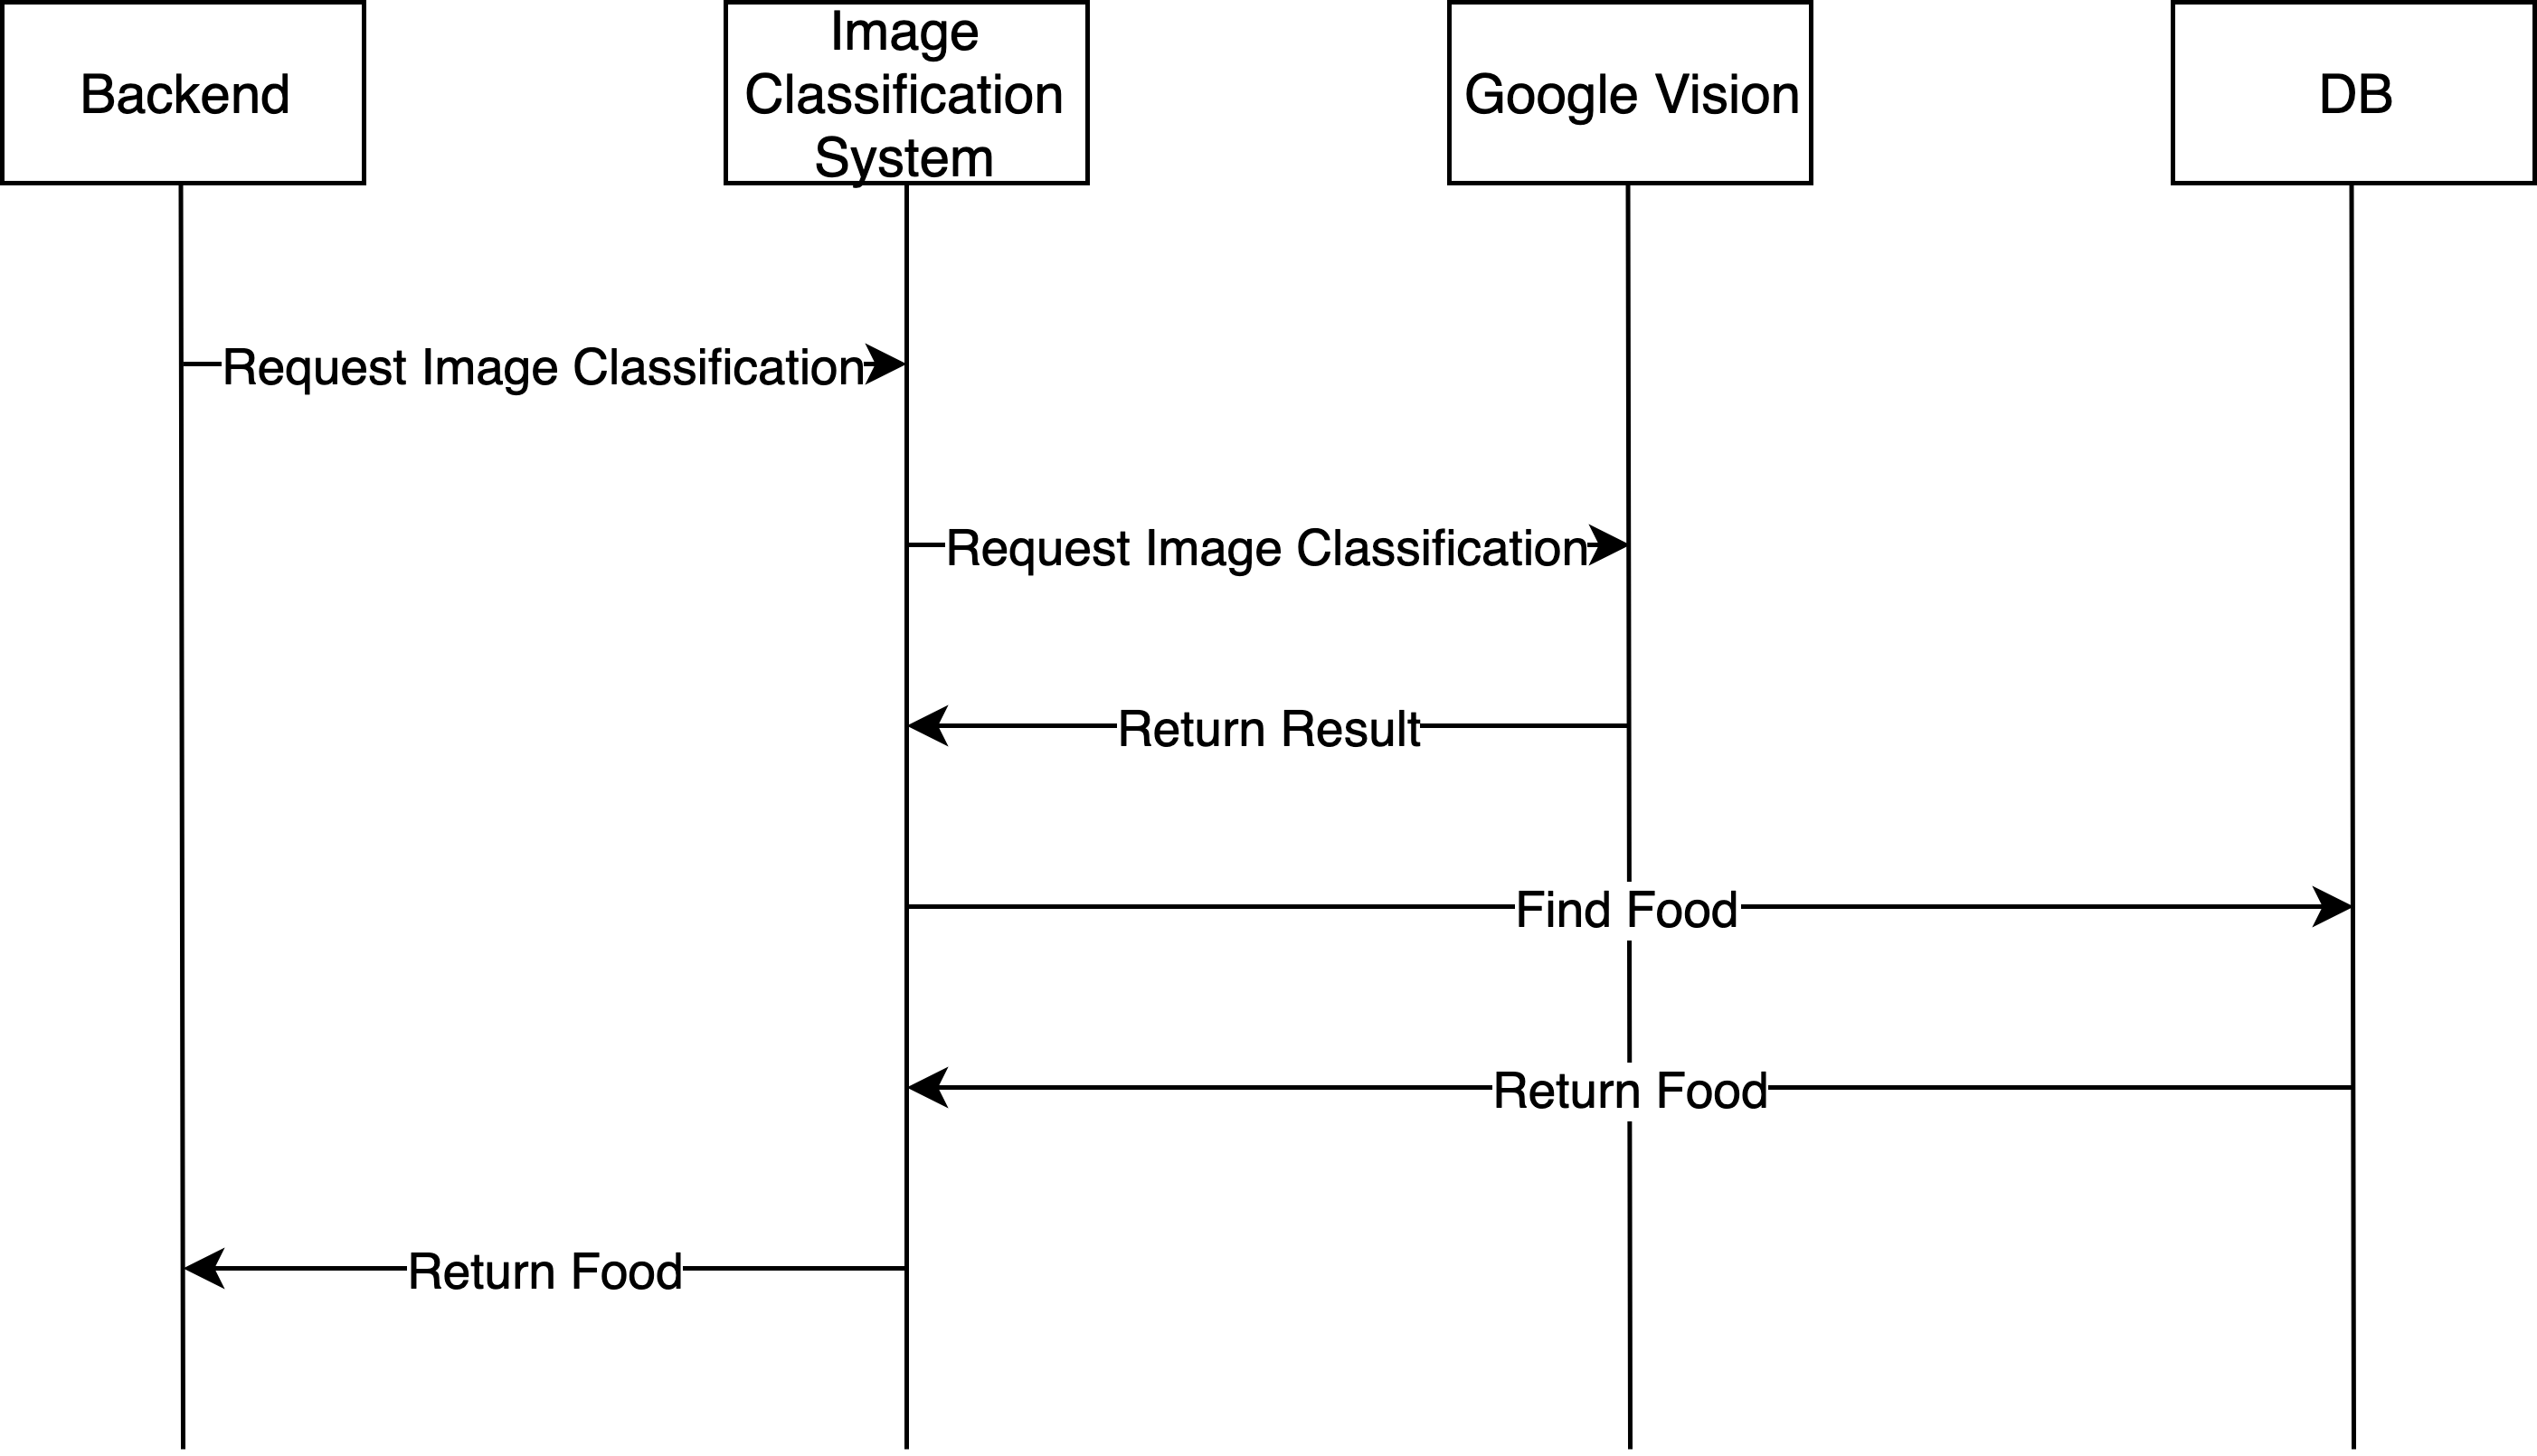 Backend
Image
Classification
System
Google Vision
DB
Request Image Classification
Request Image Classification
Return Result
Find Food
Return Food
Return Food